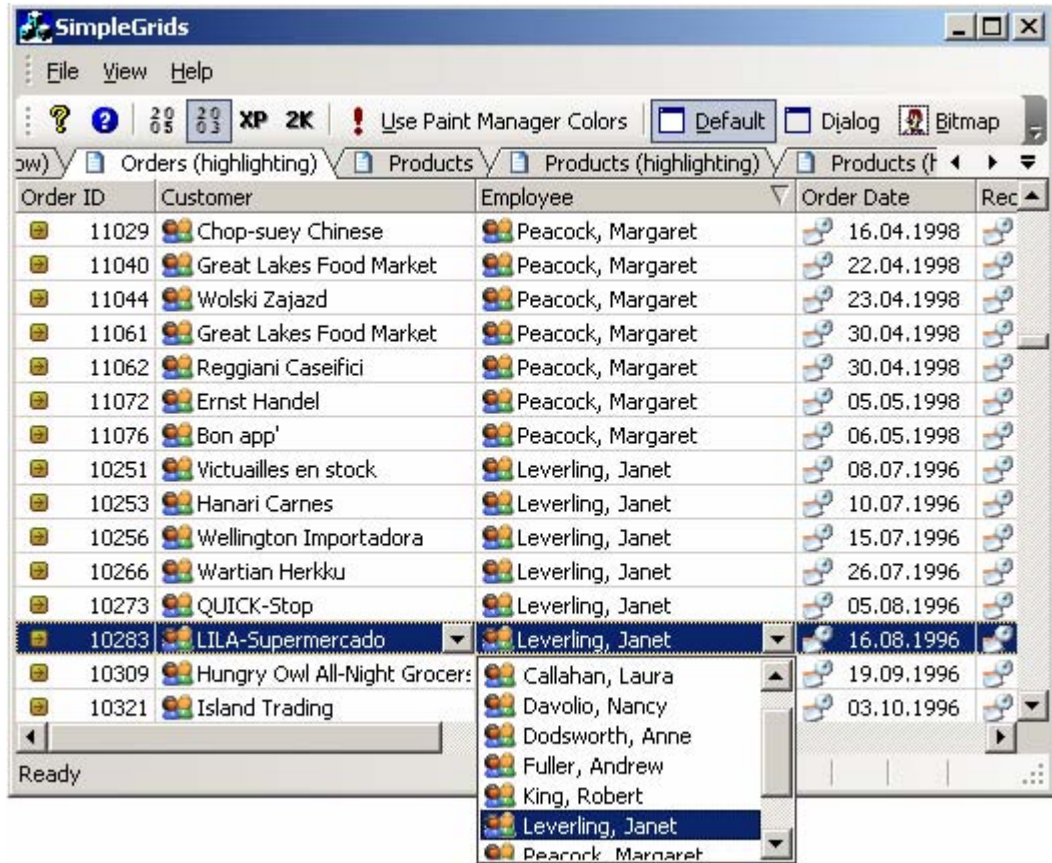 SimpleGrids
File View Help
2005 2003 XP 2K Use Paint Manager Colors Default Dialog Bitmap
ow) Orders (highlighting) Products Products (highlighting) Products (h
Order ID Customer Employee Order Date Rec
11029 Chop-suey Chinese Peacock, Margaret 16.04.1998
11040 Great Lakes Food Market Peacock, Margaret 22.04.1998
11044 Wolski Zajazd Peacock, Margaret 23.04.1998
11061 Great Lakes Food Market Peacock, Margaret 30.04.1998
11062 Reggiani Caseifici Peacock, Margaret 30.04.1998
11072 Ernst Handel Peacock, Margaret 05.05.1998
11076 Bon app' Peacock, Margaret 06.05.1998
10251 Victuailles en stock Leverling, Janet 08.07.1996
10253 Hanari Carnes Leverling, Janet 10.07.1996
10256 Wellington Importadora Leverling, Janet 15.07.1996
10266 Wartian Herkku Leverling, Janet 26.07.1996
10273 QUICK-Stop Leverling, Janet 05.08.1996
10283 LILA-Supermercado Leverling, Janet 16.08.1996
10309 Hungry Owl All-Night Grocers 19.09.1996
10321 Island Trading 03.10.1996
Callahan, Laura
Davolio, Nancy
Dodsworth, Anne
Fuller, Andrew
King, Robert
Leverling, Janet
Peacock, Margaret
Ready